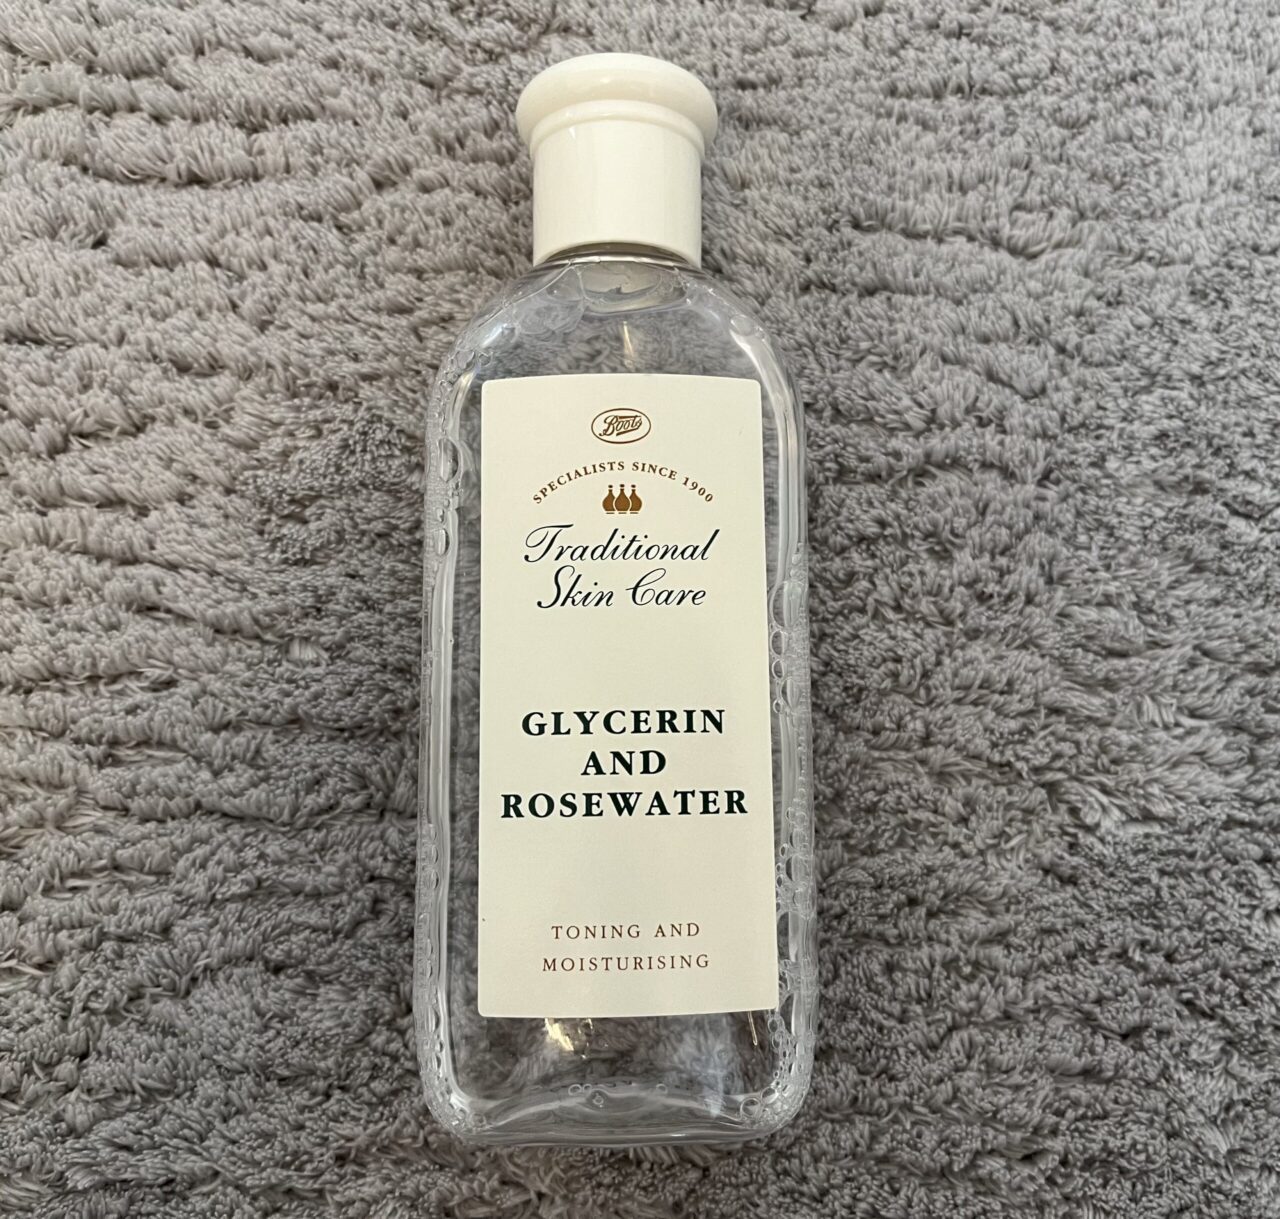 Boots
SPECIALISTS SINCE 1900
Traditional
Skin Care
GLYCERIN
AND
ROSEWATER
TONING AND
MOISTURISING